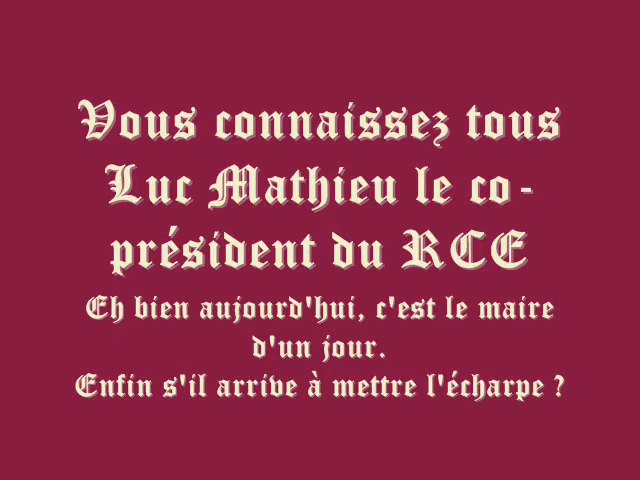 Vous connaissez tous
Luc Mathieu le co-
président du RCE
Eh bien aujourd'hui, c'est le maire
d'un jour.
Enfin s'il arrive à mettre l'écharpe ?